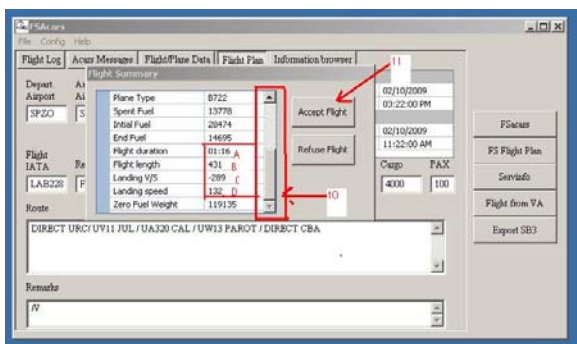 FSAcars
File Config Help
Flight Log Acars Messages Flight/Plane Data Flight Plan Information browser
11
Flight Summary
Depart
Airport
SPZO
Plane Type B722
Spent Fuel 13778
Intial Fuel 28474
End Fuel 14695
Flight duration 01:16 A
Flight length 431 B
Landing V/S -289 C
Landing speed 132 D
Zero Fuel Weight 119135
10
Accept Flight
Refuse Flight
02/10/2009
03:22:00 PM
02/10/2009
11:22:00 AM
Flight
IATA
LAB228
Cargo PAX
4000 100
FSacars
FS Flight Plan
Servinfo
Flight from VA
Export SB3
Route
DIRECT URC/ UV11 JUL / UA320 CAL / UW13 PAROT / DIRECT CBA
Remarks
/V